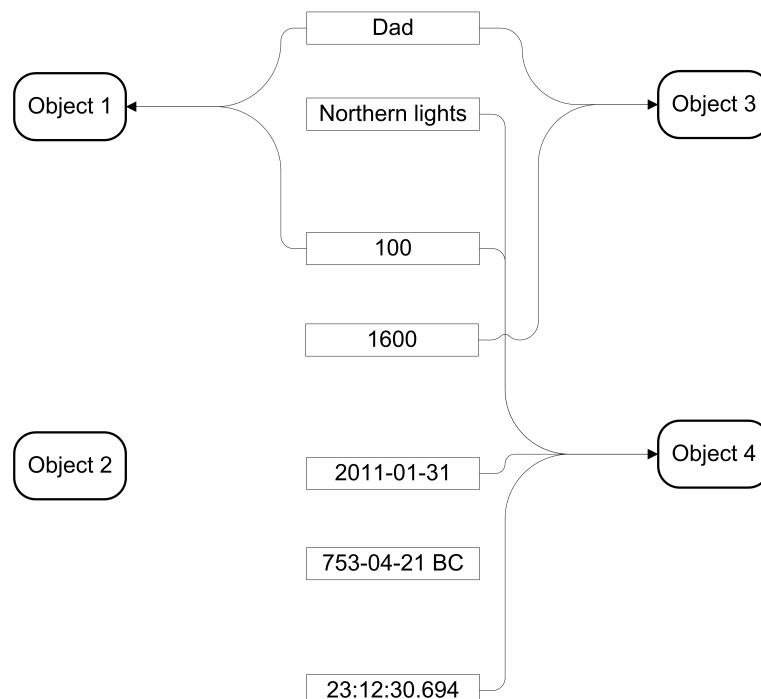 Dad
Object 1
Object 3
Northern lights
100
1600
Object 2
Object 4
2011-01-31
753-04-21 BC
23:12:30.694